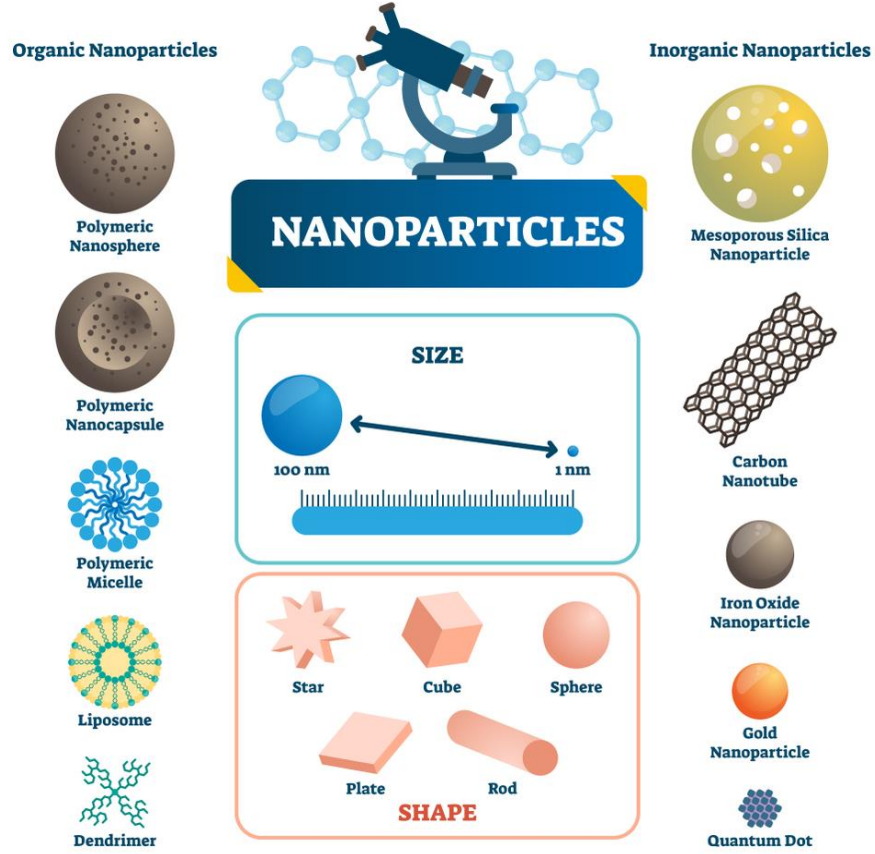 Organic Nanoparticles
Polymeric
Nanosphere
Polymeric
Nanocapsule
Polymeric
Micelle
Liposome
Dendrimer
NANOPARTICLES
SIZE
100 nm
1 nm
Star
Cube
Sphere
Plate
Rod
SHAPE
Inorganic Nanoparticles
Mesoporous Silica
Nanoparticle
Carbon
Nanotube
Iron Oxide
Nanoparticle
Gold
Nanoparticle
Quantum Dot